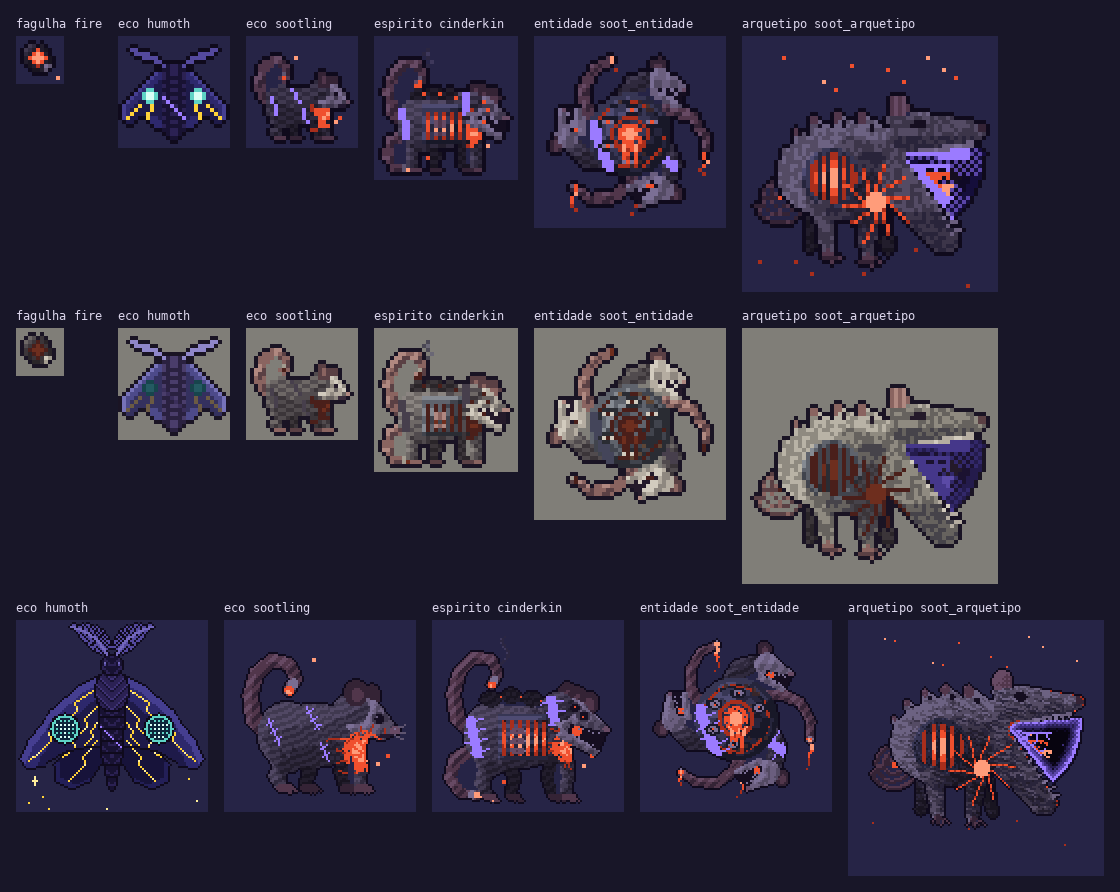 fagulha fire eco humoth eco sootling espirito cinderkin entidade soot_entidade arquetipo soot_arquetipo
fagulha fire eco humoth eco sootling espirito cinderkin entidade soot_entidade arquetipo soot_arquetipo
eco humoth eco sootling espirito cinderkin entidade soot_entidade arquetipo soot_arquetipo